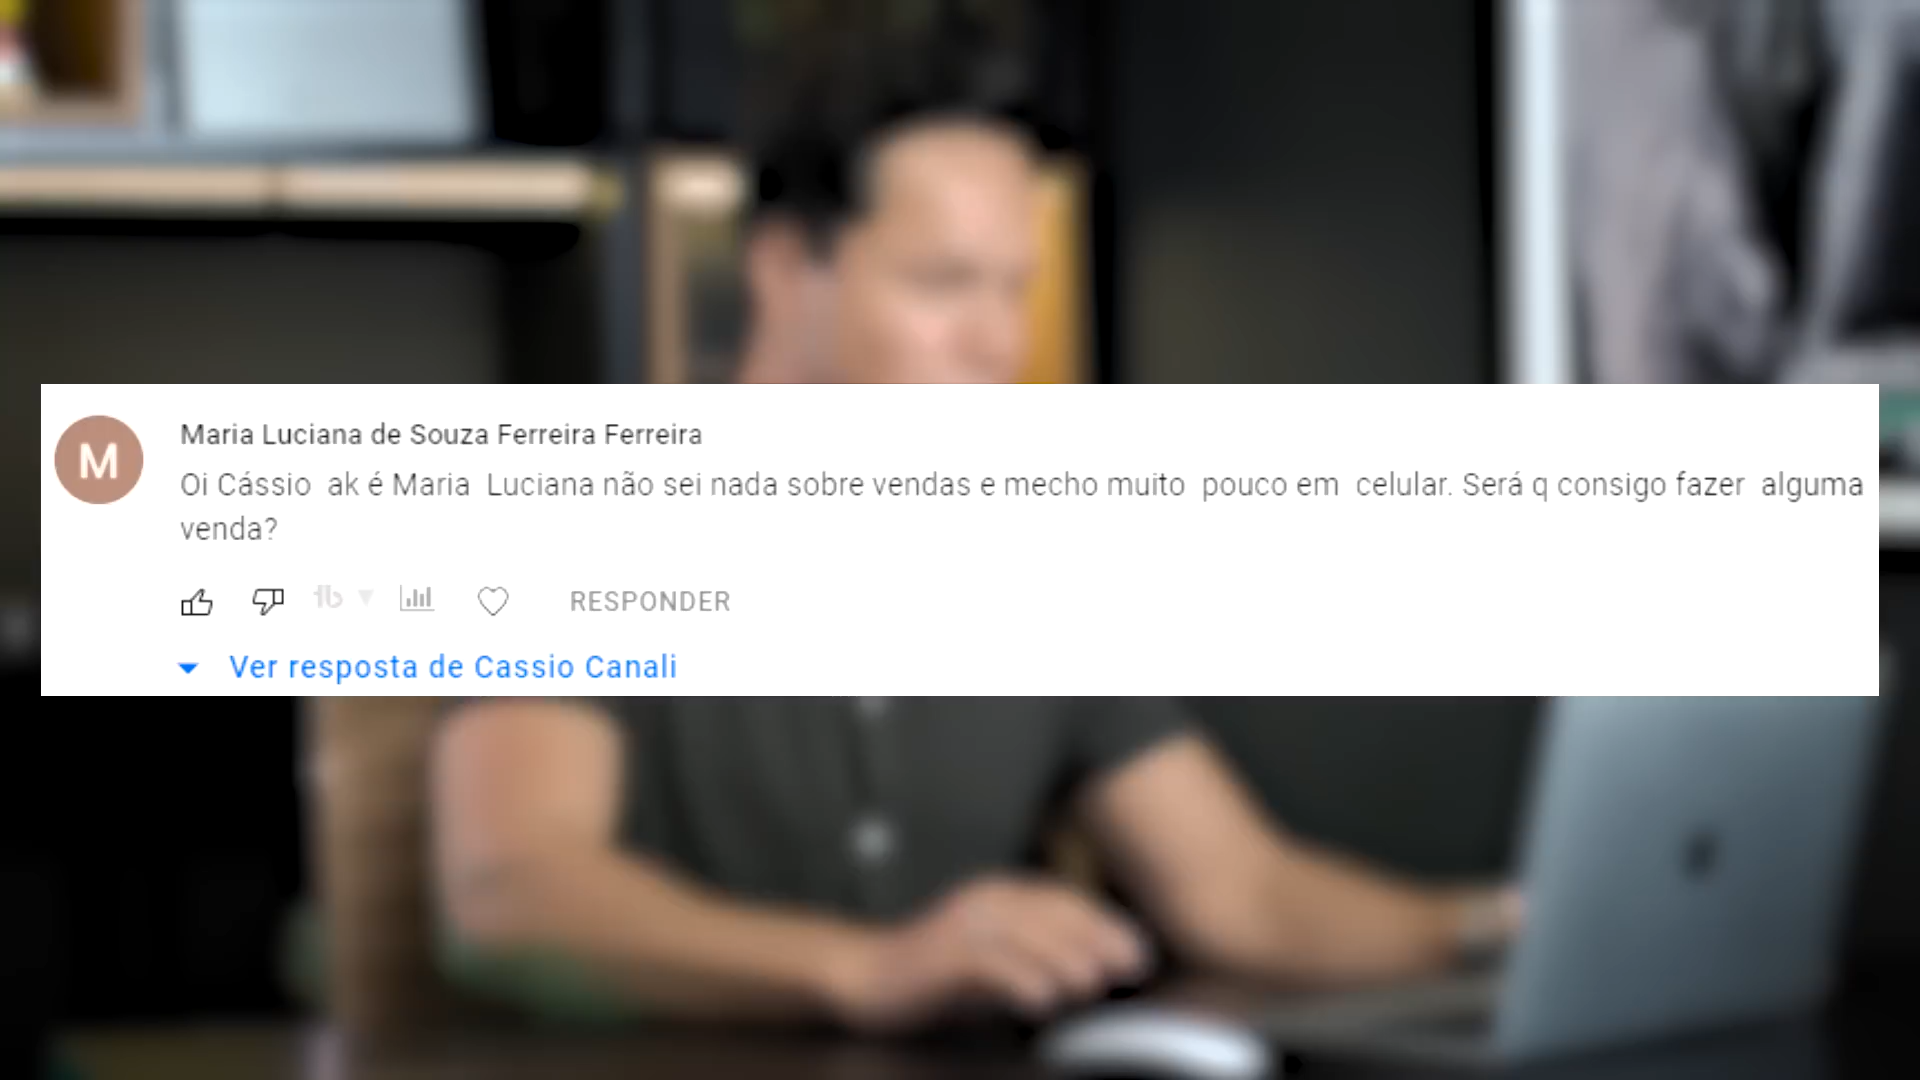 M
Maria Luciana de Souza Ferreira Ferreira
Oi Cássio ak é Maria Luciana não sei nada sobre vendas e mecho muito pouco em celular. Será q consigo fazer alguma
venda?
RESPONDER
Ver resposta de Cassio Canali